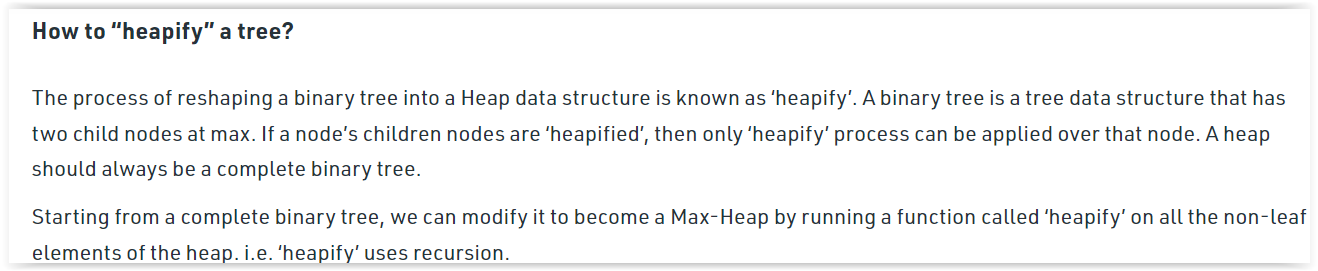 How to “heapify” a tree?
The process of reshaping a binary tree into a Heap data structure is known as ‘heapify’. A binary tree is a tree data structure that has
two child nodes at max. If a node’s children nodes are ‘heapified’, then only ‘heapify’ process can be applied over that node. A heap
should always be a complete binary tree.
Starting from a complete binary tree, we can modify it to become a Max-Heap by running a function called ‘heapify’ on all the non-leaf
elements of the heap. i.e. ‘heapify’ uses recursion.